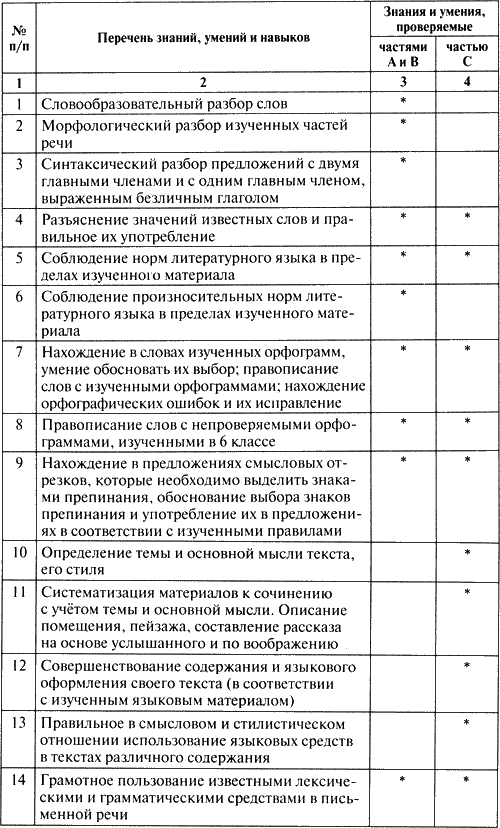 № п/п
Перечень знаний, умений и навыков
Знания и умения, проверяемые
частями А и В
частью С
1 2 3 4
1 Словообразовательный разбор слов *
2 Морфологический разбор изученных частей
речи *
3 Синтаксический разбор предложений с двумя
главными членами и с одним главным членом,
выраженным безличным глаголом *
4 Разъяснение значений известных слов и пра-
вильное их употребление * *
5 Соблюдение норм литературного языка в пре-
делах изученного материала * *
6 Соблюдение произносительных норм лите-
ратурного языка в пределах изученного мате-
риала *
7 Нахождение в словах изученных орфограмм,
умение обосновать их выбор; правописание
слов с изученными орфограммами; нахождение
орфографических ошибок и их исправление * *
8 Правописание слов с непроверяемыми орфо-
граммами, изученными в 6 классе * *
9 Нахождение в предложениях смысловых от-
резков, которые необходимо выделить знака-
ми препинания, обоснование выбора знаков
препинания и употребление их в предложени-
ях в соответствии с изученными правилами * *
10 Определение темы и основной мысли текста,
его стиля *
11 Систематизация материалов к сочинению
с учётом темы и основной мысли. Описание
помещения, пейзажа, составление рассказа
на основе услышанного и по воображению *
12 Совершенствование содержания и языкового
оформления своего текста (в соответствии
с изученным языковым материалом) *
13 Правильное в смысловом и стилистическом
отношении использование языковых средств
в текстах различного содержания *
14 Грамотное пользование известными лексиче-
скими и грамматическими средствами в пись-
менной речи * *